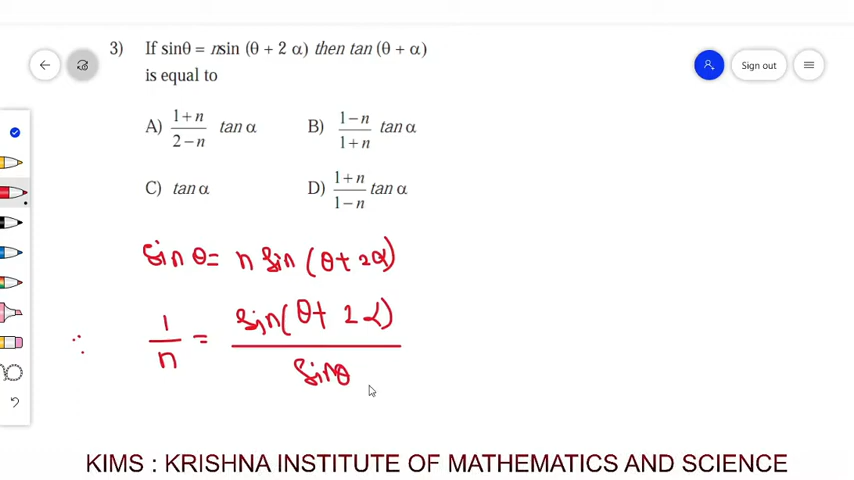 3) If sinθ = nsin (θ + 2 α) then tan (θ + α)
is equal to
A) (1+n)/(2−n) tan α B) (1−n)/(1+n) tan α
C) tan α D) (1+n)/(1−n) tan α
Sign out
sin θ = n sin (θ + 2α)
∴ 1/n = sin(θ + 2α)/sinθ
KIMS : KRISHNA INSTITUTE OF MATHEMATICS AND SCIENCE